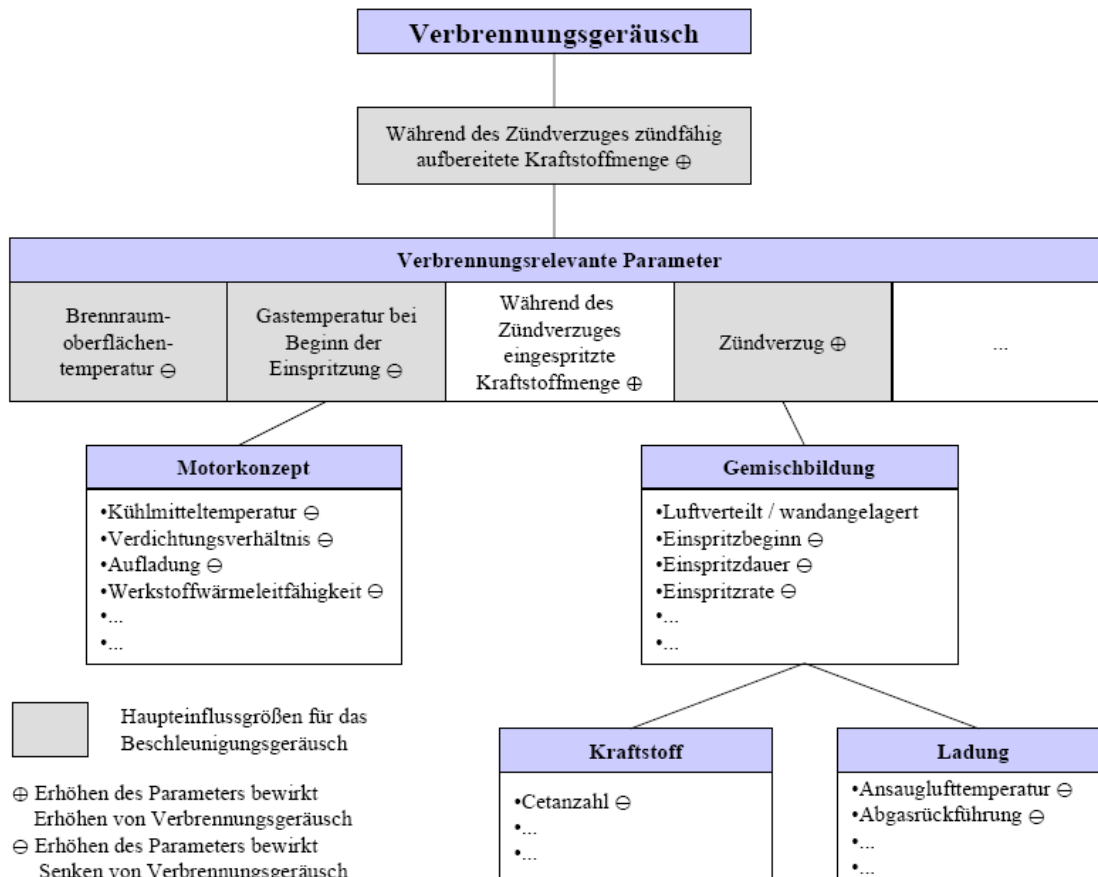 Verbrennungsgeräusch
Während des Zündverzuges zündfähig
aufbereitete Kraftstoffmenge ⊕
Verbrennungsrelevante Parameter
Brennraum-
oberflächen-
temperatur ⊖
Gastemperatur bei
Beginn der
Einspritzung ⊖
Während des
Zündverzuges
eingespritzte
Kraftstoffmenge ⊕
Zündverzug ⊕
...
Motorkonzept
•Kühlmitteltemperatur ⊖
•Verdichtungsverhältnis ⊖
•Aufladung ⊖
•Werkstoffwärmeleitfähigkeit ⊖
•...
•...
Gemischbildung
•Luftverteilt / wandangelagert
•Einspritzbeginn ⊖
•Einspritzdauer ⊖
•Einspritzrate ⊖
•...
•...
Haupteinflussgrößen für das
Beschleunigungsgeräusch
⊕ Erhöhen des Parameters bewirkt
Erhöhen von Verbrennungsgeräusch
⊖ Erhöhen des Parameters bewirkt
Senken von Verbrennungsgeräusch
Kraftstoff
•Cetanzahl ⊖
•...
•...
Ladung
•Ansauglufttemperatur ⊖
•Abgasrückführung ⊖
•...
•...